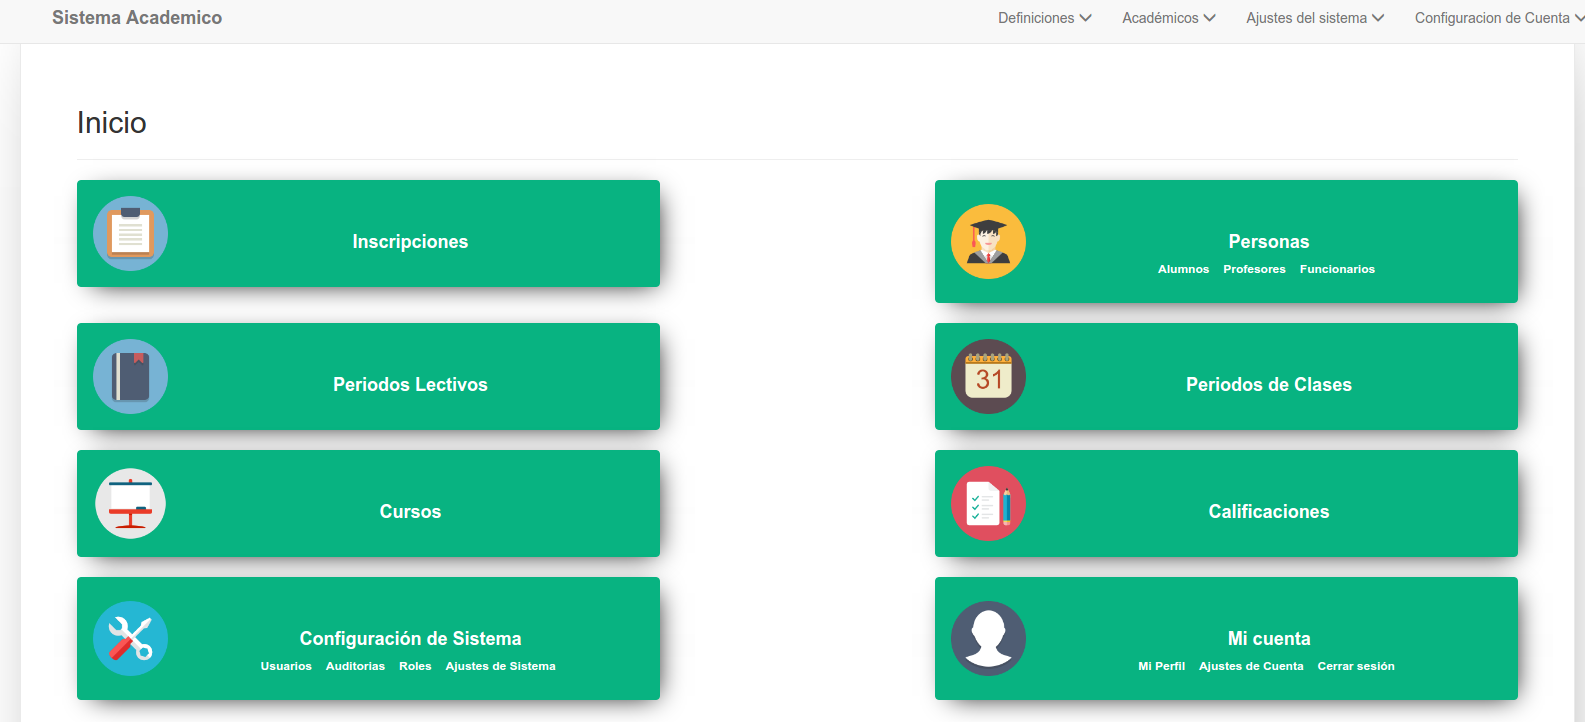 Sistema Academico
Definiciones Académicos Ajustes del sistema Configuracion de Cuenta
Inicio
Inscripciones
Personas
Alumnos Profesores Funcionarios
Periodos Lectivos
31
Periodos de Clases
Cursos
Calificaciones
Configuración de Sistema
Usuarios Auditorias Roles Ajustes de Sistema
Mi cuenta
Mi Perfil Ajustes de Cuenta Cerrar sesión